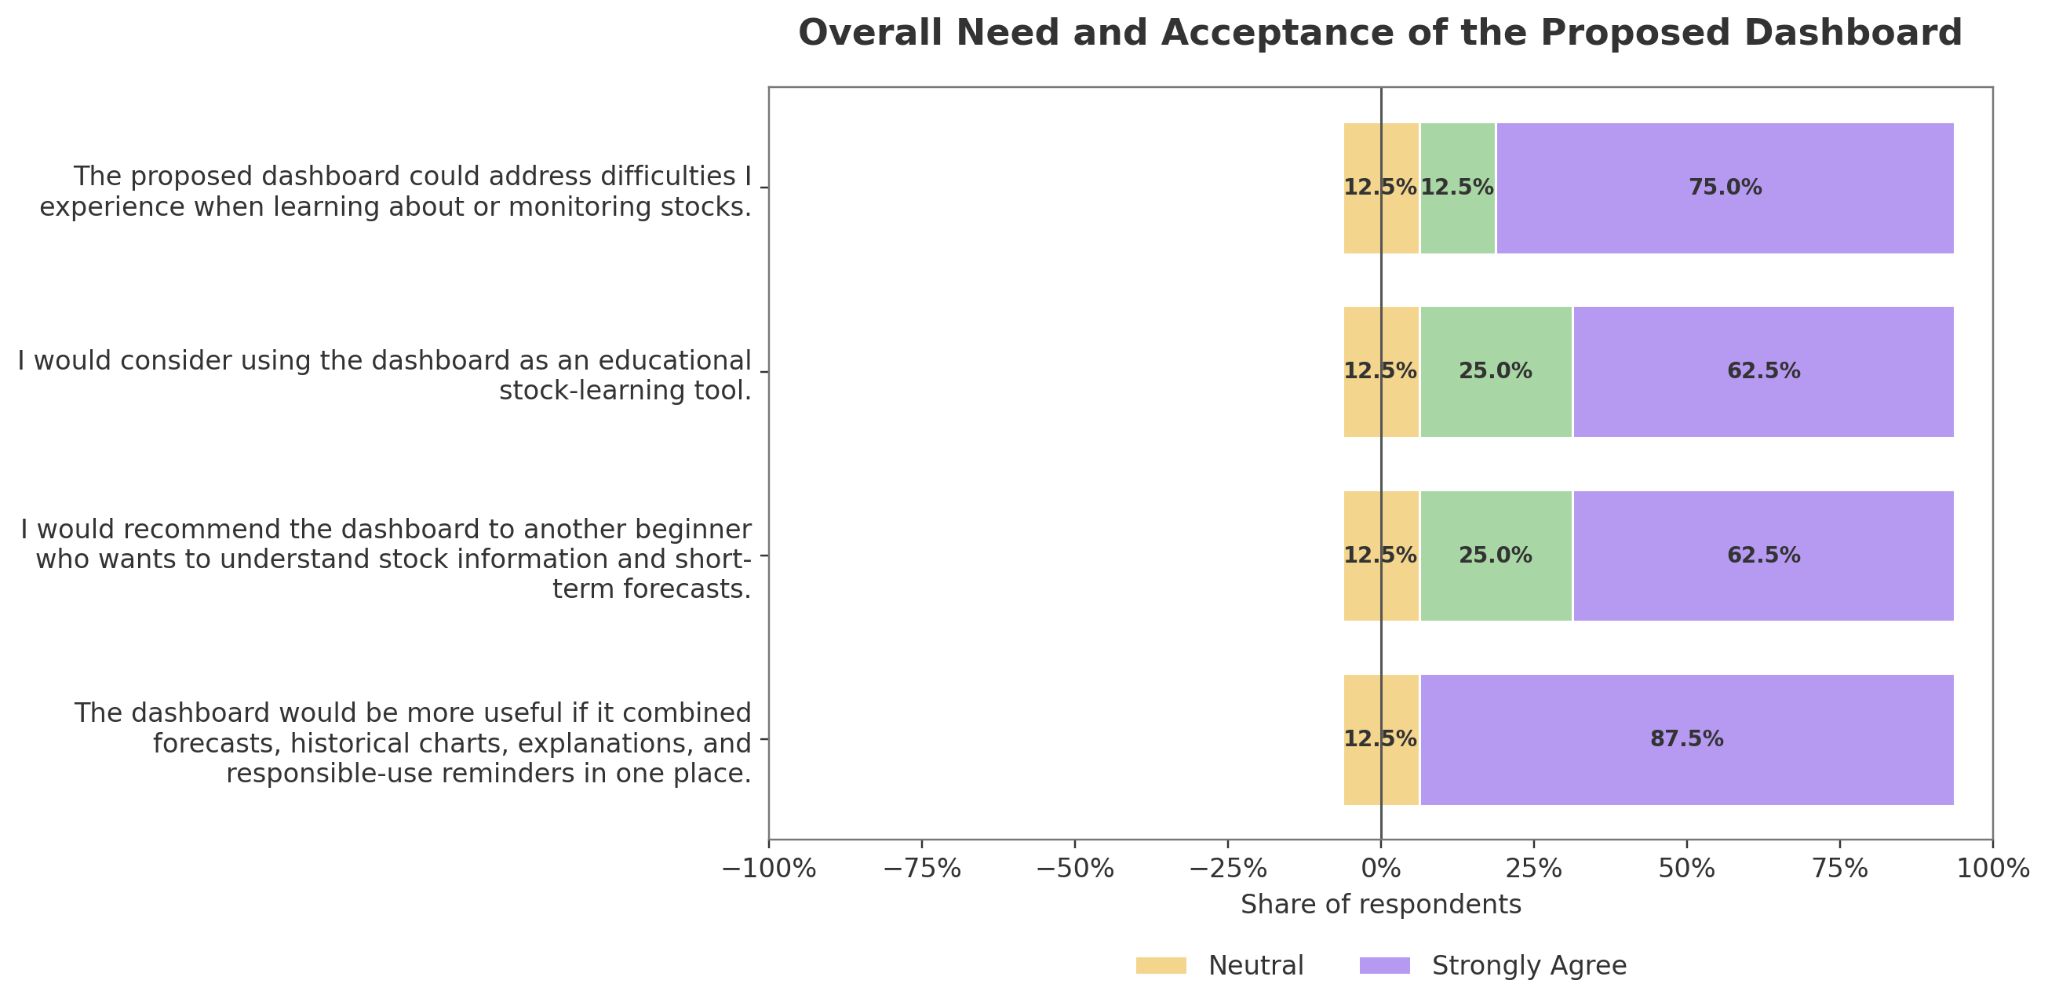 Overall Need and Acceptance of the Proposed Dashboard
The proposed dashboard could address difficulties I
experience when learning about or monitoring stocks.
12.5% 12.5% 75.0%
I would consider using the dashboard as an educational
stock-learning tool.
12.5% 25.0% 62.5%
I would recommend the dashboard to another beginner
who wants to understand stock information and short-
term forecasts.
12.5% 25.0% 62.5%
The dashboard would be more useful if it combined
forecasts, historical charts, explanations, and
responsible-use reminders in one place.
12.5% 87.5%
−100% −75% −50% −25% 0% 25% 50% 75% 100%
Share of respondents
Neutral Strongly Agree